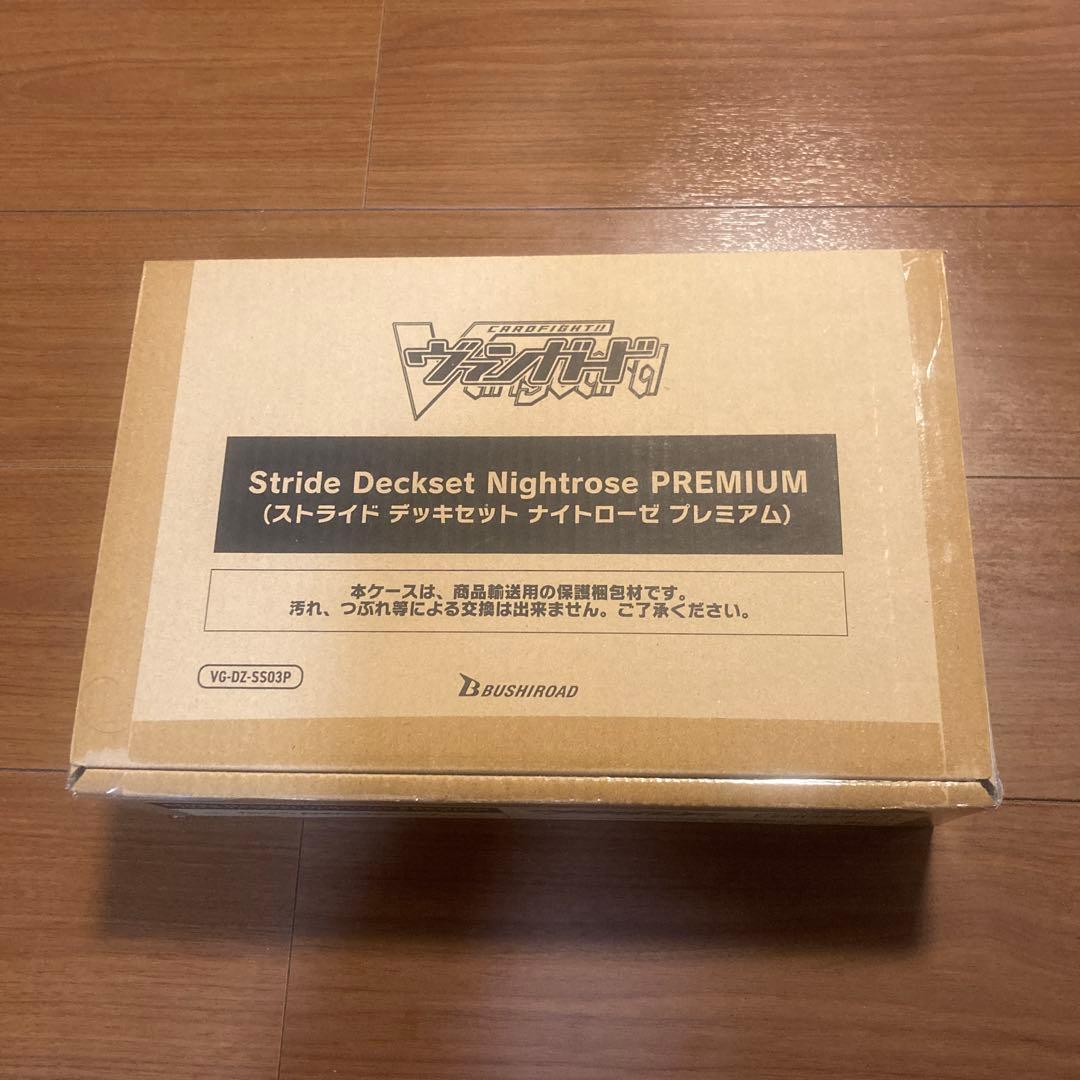 CARDFIGHT!!
ヴァンガード
Stride Deckset Nightrose PREMIUM
(ストライド デッキセット ナイトローゼ プレミアム)
本ケースは、商品輸送用の保護梱包材です。
汚れ、つぶれ等による交換は出来ません。ご了承ください。
VG-DZ-SS03P
BUSHIROAD